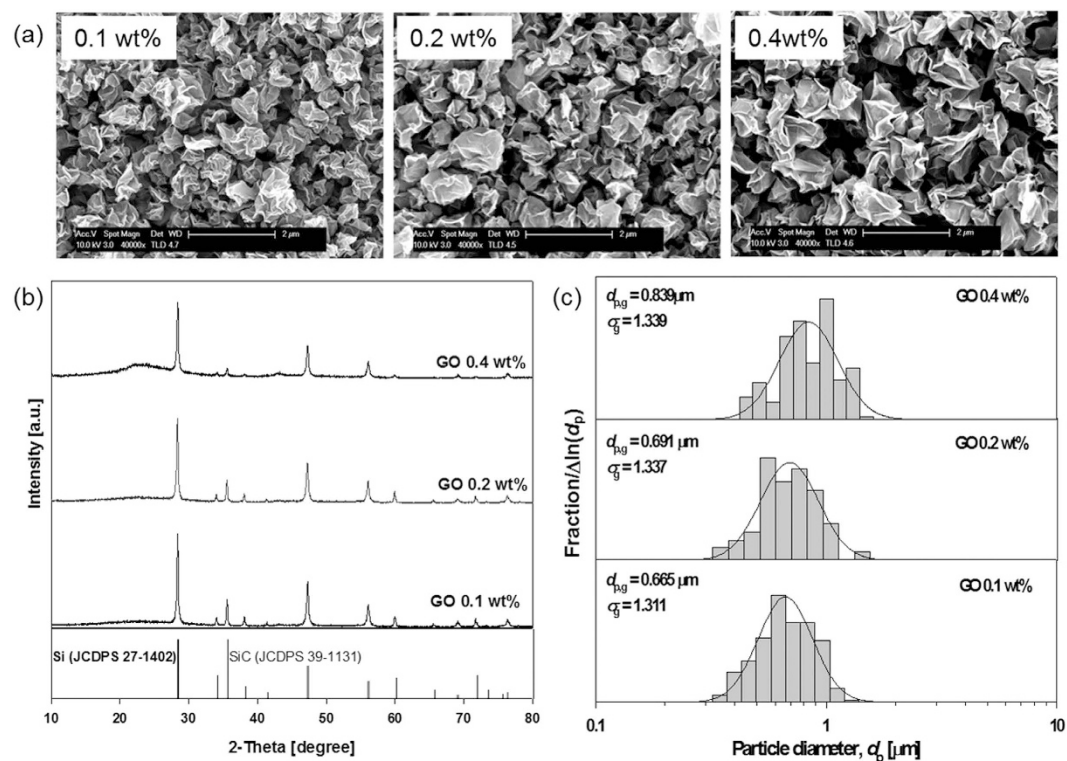 (a)
0.1 wt%
0.2 wt%
0.4wt%
Acc.V Spot Magn Det WD 2 µm
10.0 kV 3.0 40000x TLD 4.7
Acc.V Spot Magn Det WD 2 µm
10.0 kV 3.0 40000x TLD 4.5
Acc.V Spot Magn Det WD 2 µm
10.0 kV 3.0 40000x TLD 4.6
(b)
Intensity [a.u.]
GO 0.4 wt%
GO 0.2 wt%
GO 0.1 wt%
Si (JCDPS 27-1402)
SiC (JCDPS 39-1131)
10 20 30 40 50 60 70 80
2-Theta [degree]
(c)
Fraction/Δln(dp)
dp,g = 0.839µm
σg = 1.339
GO 0.4 wt%
dp,g = 0.691 µm
σg = 1.337
GO 0.2 wt%
dp,g = 0.665 µm
σg = 1.311
GO 0.1 wt%
0.1 1 10
Particle diameter, dp [µm]